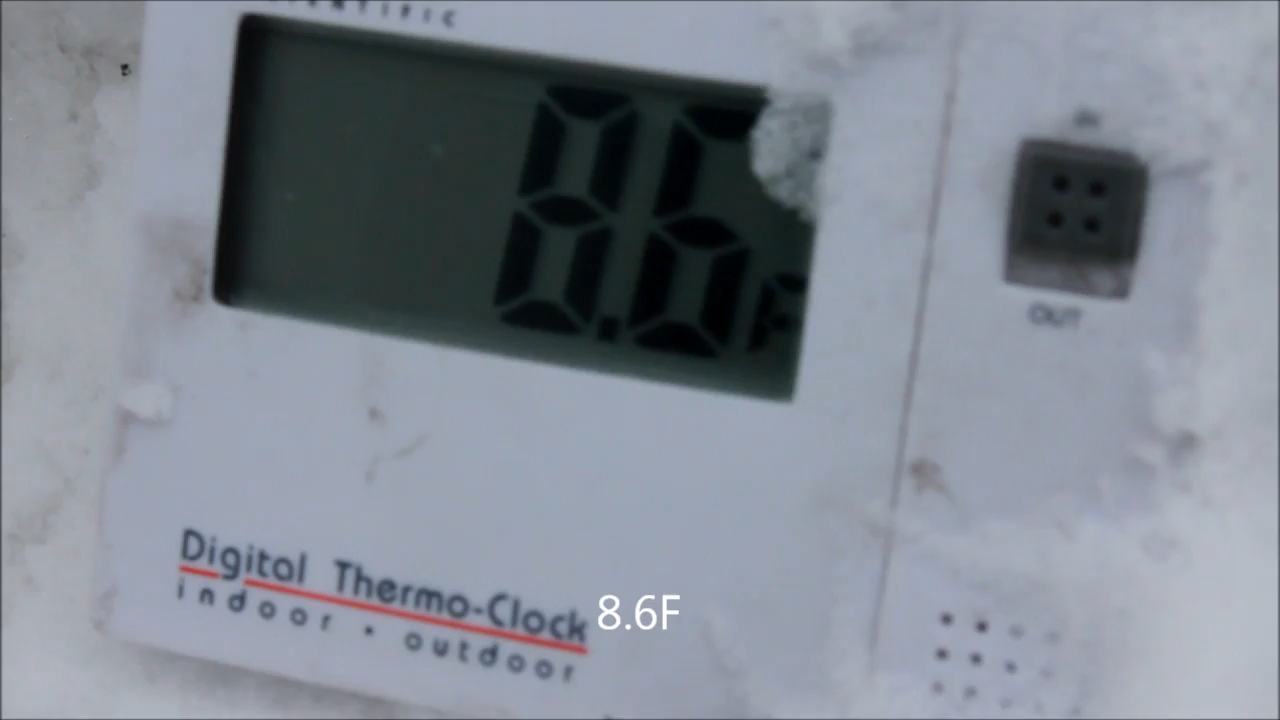 8.6F
OUT
Digital Thermo-Clock
indoor • outdoor
8.6F